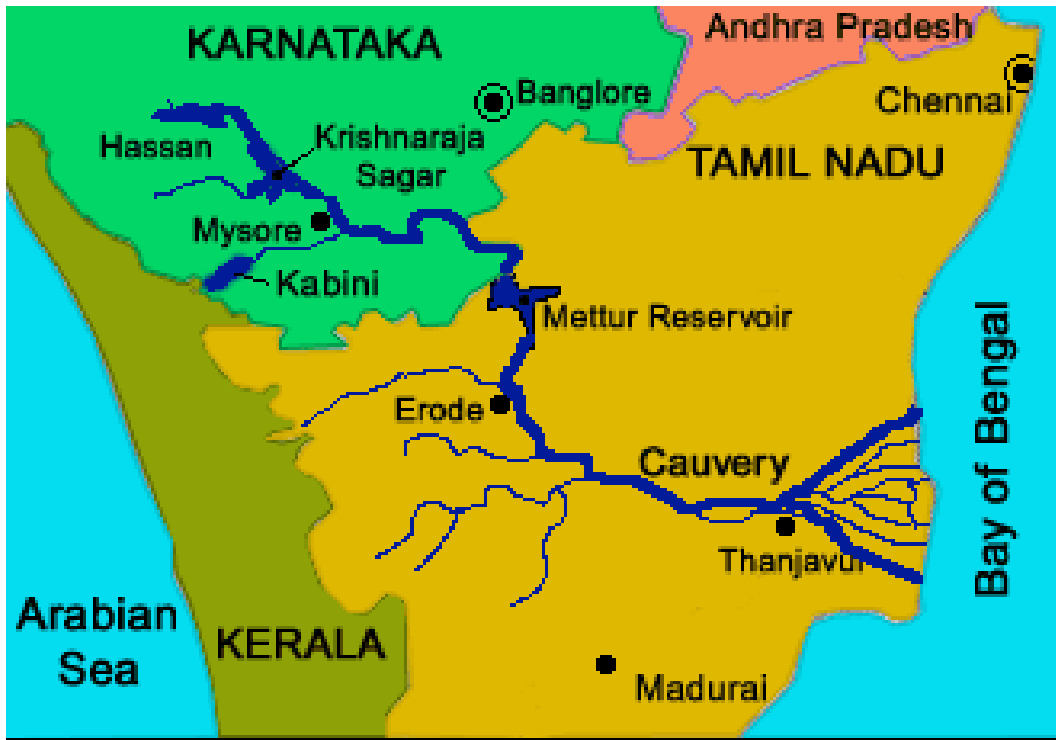 Andhra Pradesh
KARNATAKA
Banglore
Chennai
Hassan
Krishnaraja
Sagar
TAMIL NADU
Mysore
Kabini
Mettur Reservoir
Erode
Cauvery
Bay of Bengal
Thanjavur
Arabian
Sea
KERALA
Madurai